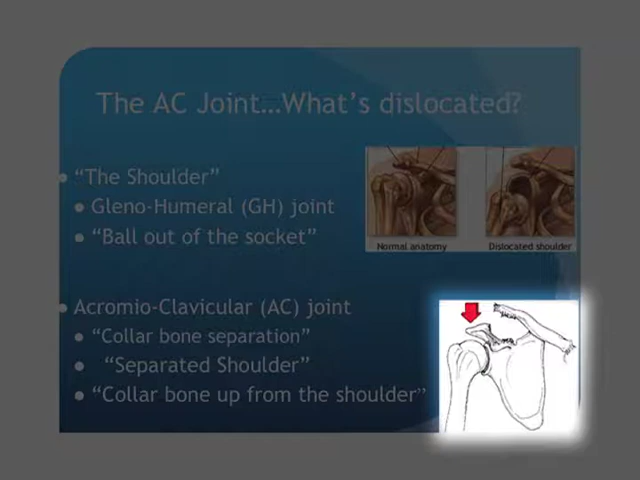 The AC Joint...What's dislocated?
"The Shoulder"
Gleno-Humeral (GH) joint
"Ball out of the socket"
Normal anatomy
Dislocated shoulder
Acromio-Clavicular (AC) joint
"Collar bone separation"
"Separated Shoulder"
"Collar bone up from the shoulder"